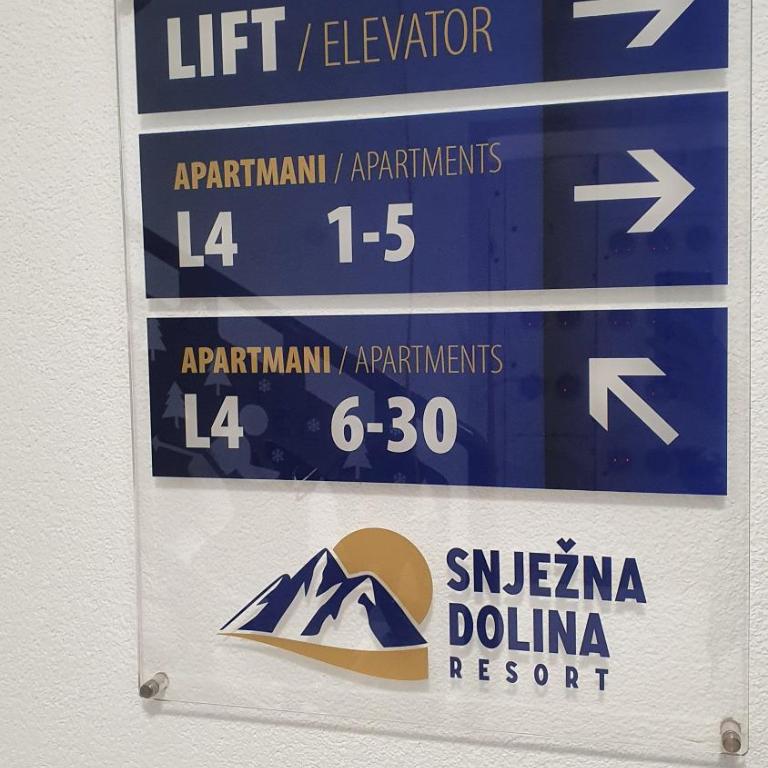 LIFT / ELEVATOR
APARTMANI / APARTMENTS
L4 1-5
APARTMANI / APARTMENTS
L4 6-30
SNJEŽNA
DOLINA
RESORT